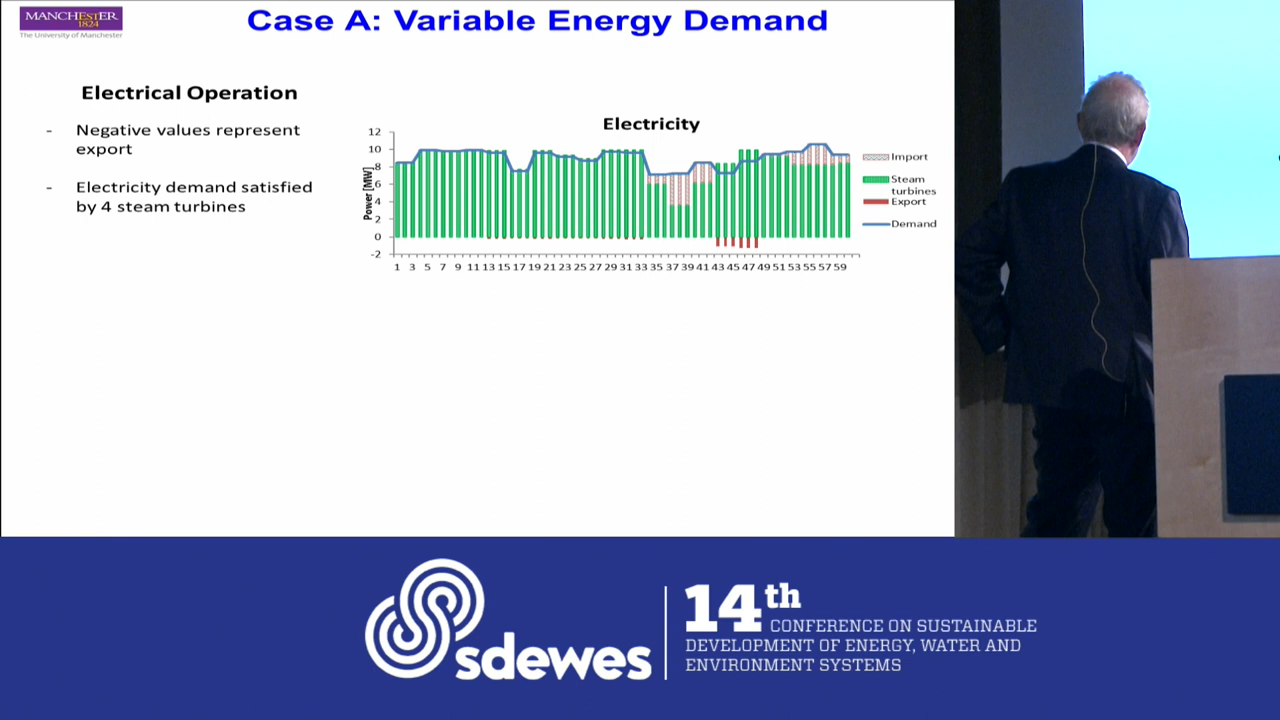 MANCHESTER
1824
The University of Manchester
Case A: Variable Energy Demand
Electrical Operation
- Negative values represent
export
- Electricity demand satisfied
by 4 steam turbines
Electricity
Power [MW]
12
10
8
6
4
2
0
-2
1 3 5 7 9 11 13 15 17 19 21 23 25 27 29 31 33 35 37 39 41 43 45 47 49 51 53 55 57 59
Import
Steam
turbines
Export
Demand
sdewes
14th
CONFERENCE ON SUSTAINABLE
DEVELOPMENT OF ENERGY, WATER AND
ENVIRONMENT SYSTEMS